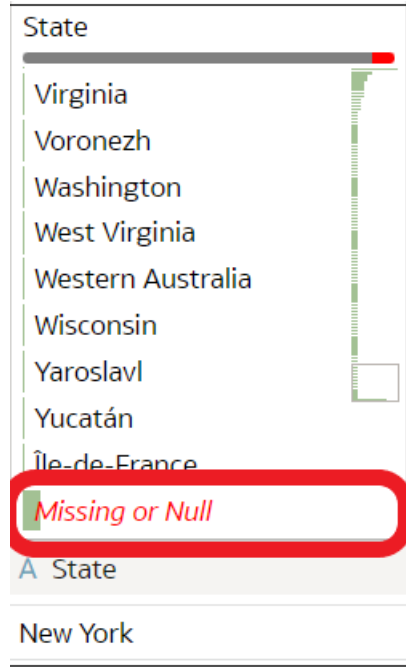 State
Virginia
Voronezh
Washington
West Virginia
Western Australia
Wisconsin
Yaroslavl
Yucatán
Île-de-France
Missing or Null
A State
New York